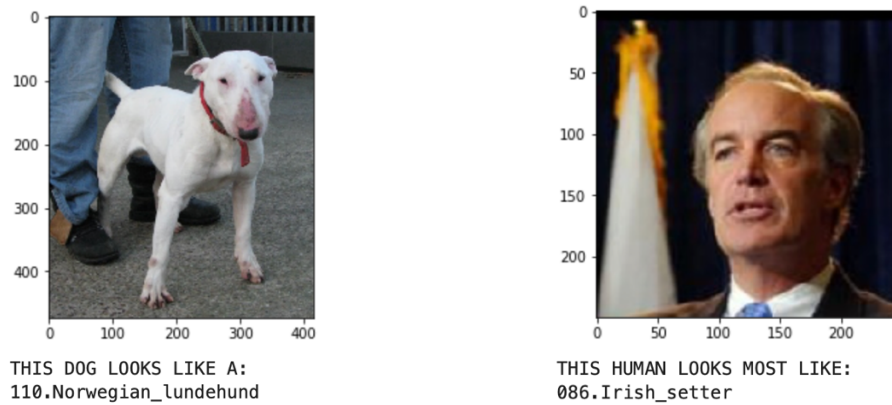 0
100
200
300
400
0 100 200 300 400
THIS DOG LOOKS LIKE A:
110.Norwegian_lundehund
0
50
100
150
200
0 50 100 150 200
THIS HUMAN LOOKS MOST LIKE:
086.Irish_setter